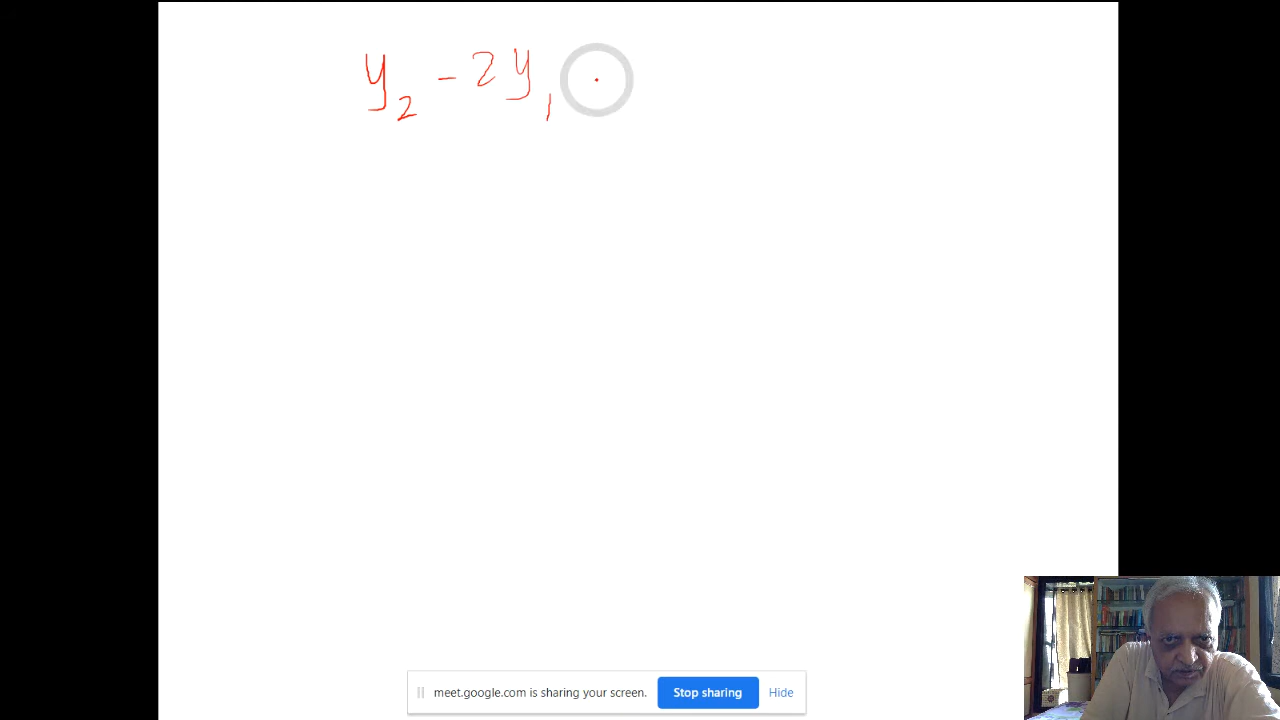 y₂ - 2y₁
meet.google.com is sharing your screen. Stop sharing Hide